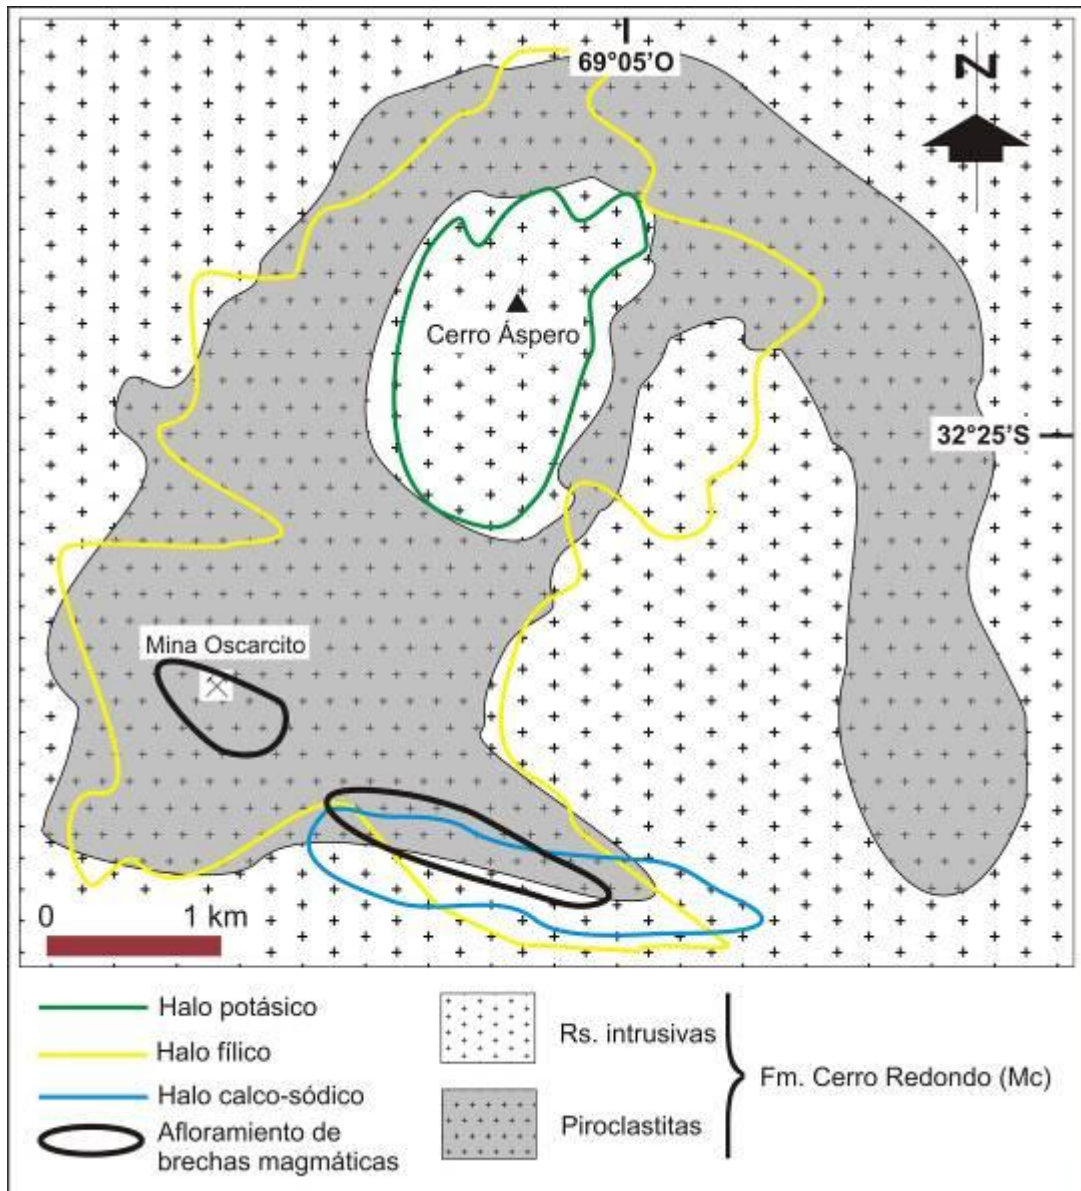 69°05'O
N
Cerro Áspero
32°25'S
Mina Oscarcito
0 1 km
Halo potásico
Halo fílico
Halo calco-sódico
Afloramiento de
brechas magmáticas
Rs. intrusivas
Piroclastitas
Fm. Cerro Redondo (Mc)